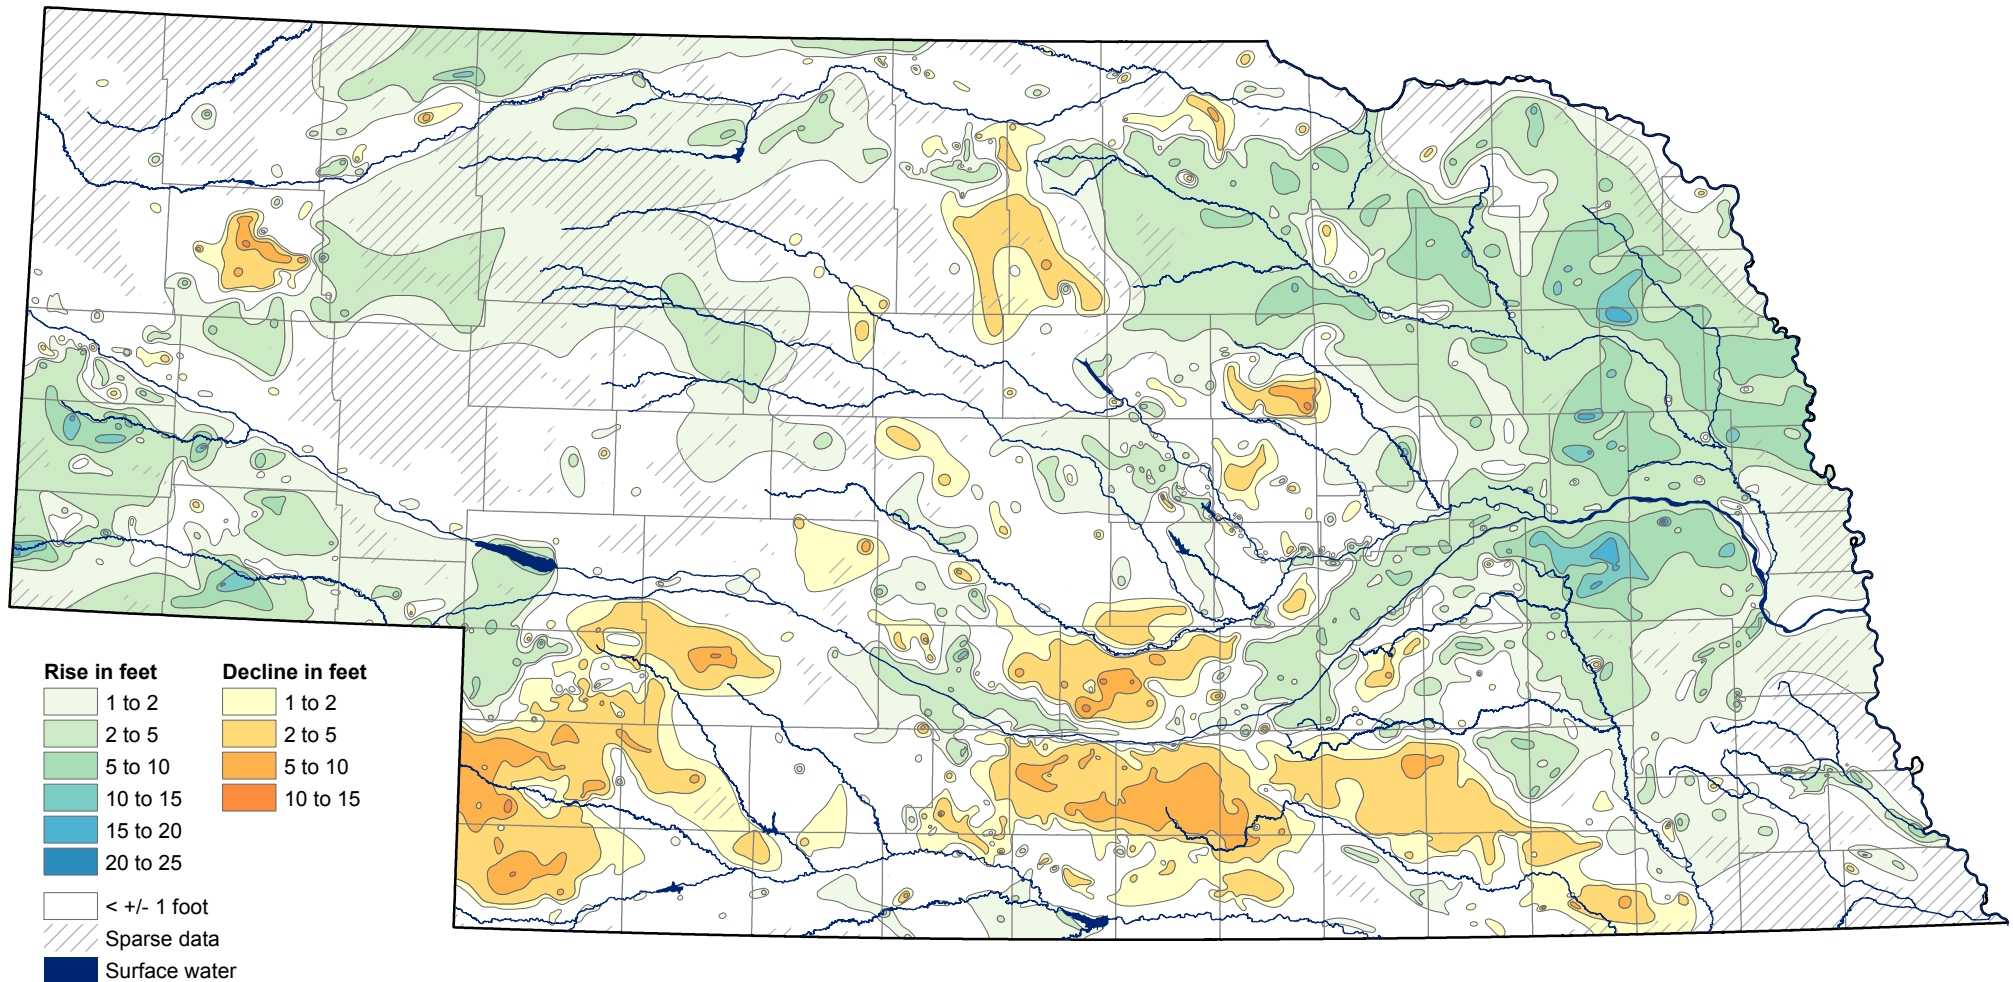 Rise in feet
1 to 2
2 to 5
5 to 10
10 to 15
15 to 20
20 to 25
< +/- 1 foot
Sparse data
Surface water
Decline in feet
1 to 2
2 to 5
5 to 10
10 to 15